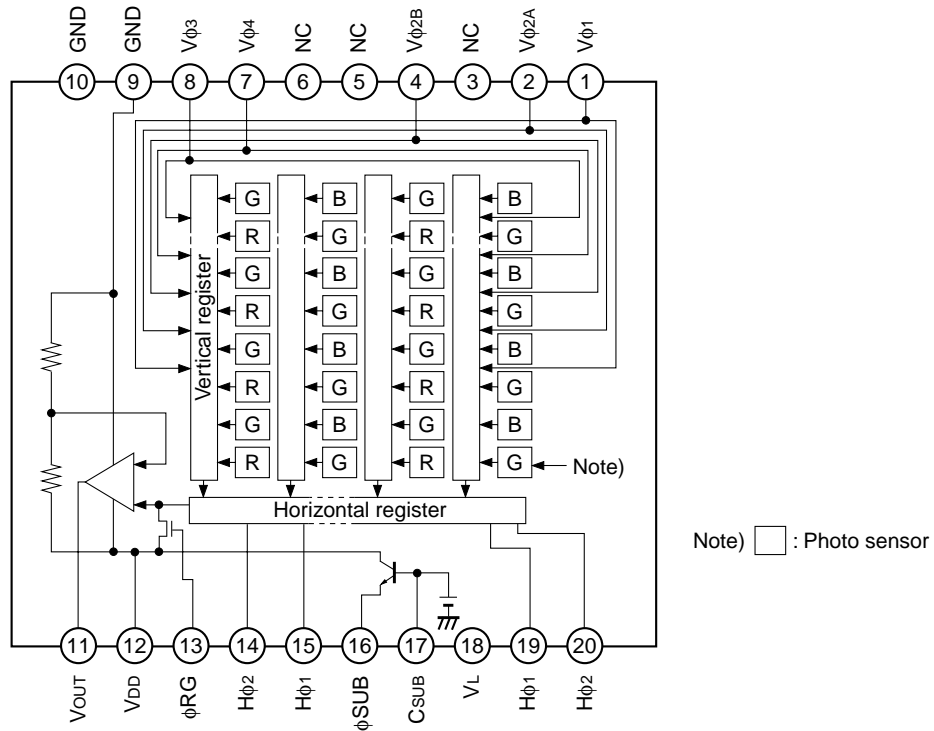 GND GND Vϕ3 Vϕ4 NC NC Vϕ2B NC Vϕ2A Vϕ1
10 9 8 7 6 5 4 3 2 1
G B G B
R G R G
G B G B
R G R G
G B G B
R G R G
G B G B
R G R G
Vertical register
Note)
Horizontal register
Note) : Photo sensor
11 12 13 14 15 16 17 18 19 20
VOUT VDD ϕRG Hϕ2 Hϕ1 ϕSUB CSUB VL Hϕ1 Hϕ2